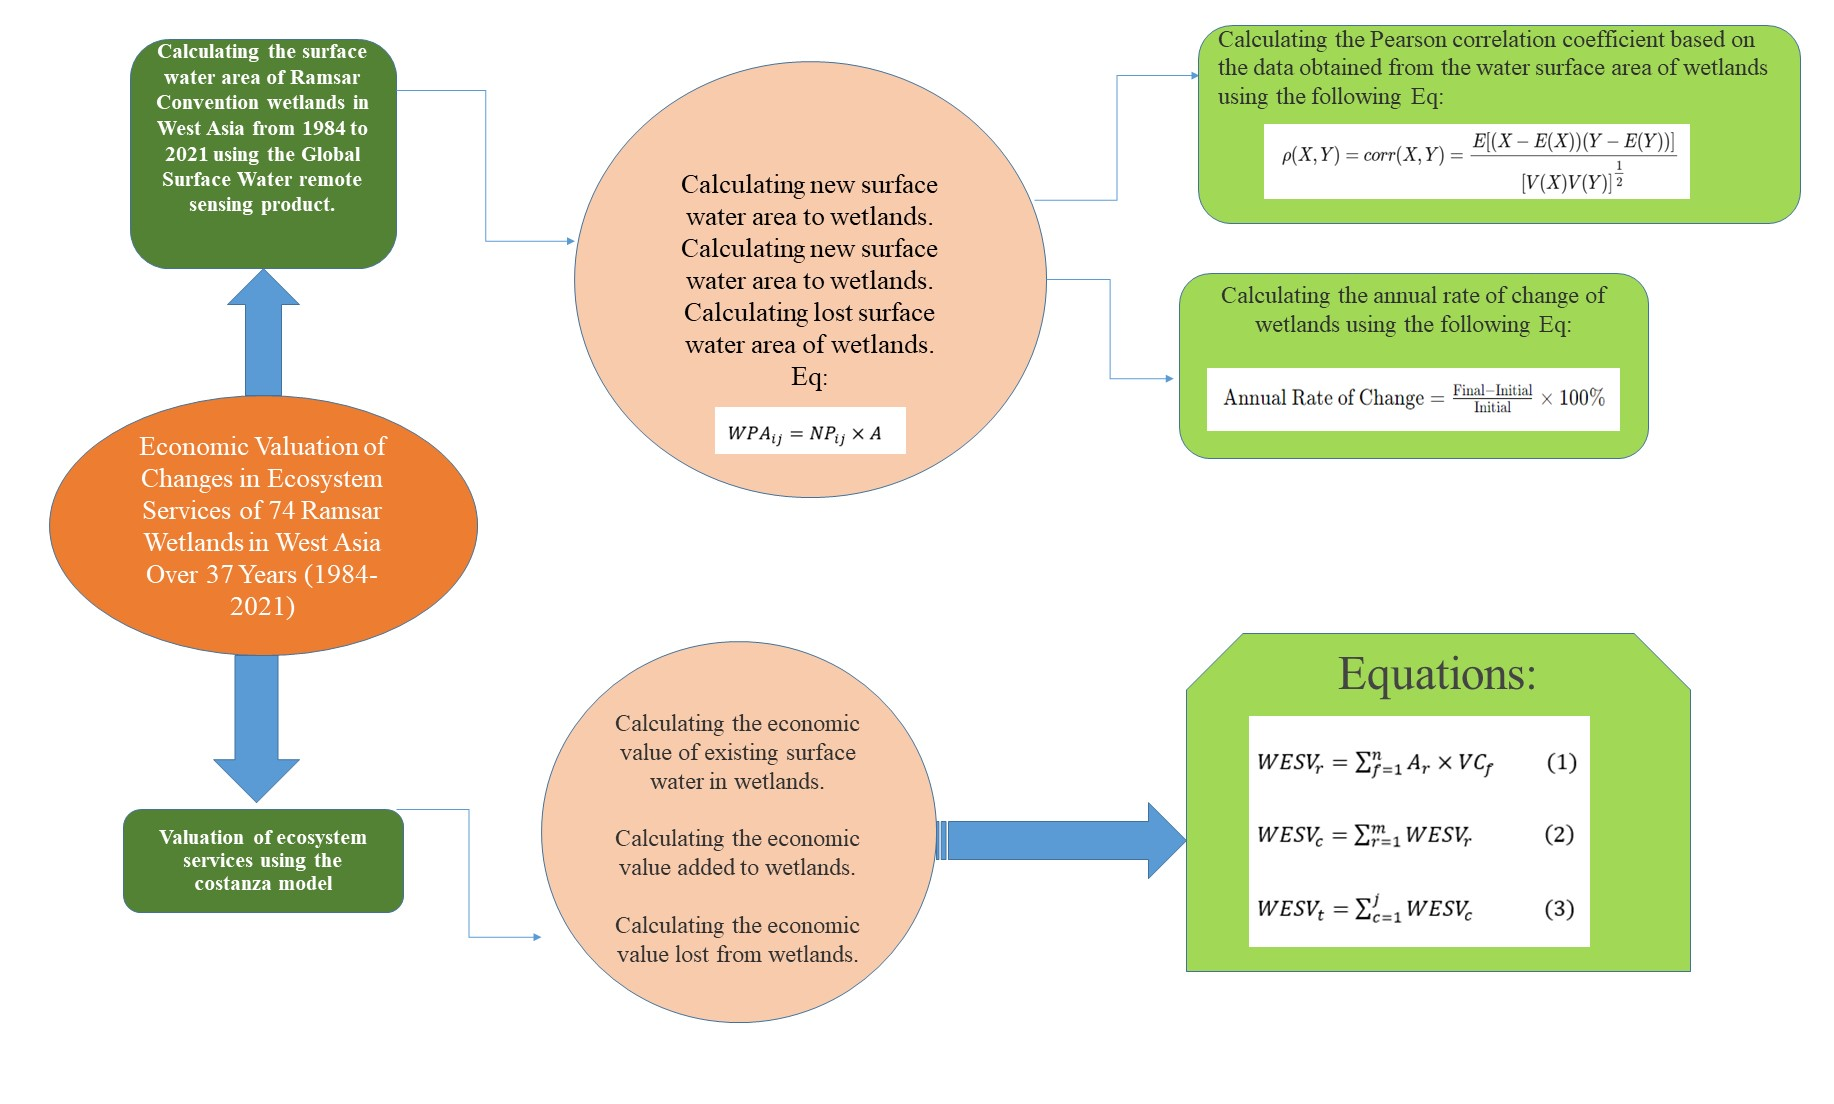 Calculating the surface
water area of Ramsar
Convention wetlands in
West Asia from 1984 to
2021 using the Global
Surface Water remote
sensing product.
Economic Valuation of
Changes in Ecosystem
Services of 74 Ramsar
Wetlands in West Asia
Over 37 Years (1984-
2021)
Valuation of ecosystem
services using the
costanza model
Calculating new surface
water area to wetlands.
Calculating new surface
water area to wetlands.
Calculating lost surface
water area of wetlands.
Eq:
WPA_{ij} = NP_{ij} × A
Calculating the Pearson correlation coefficient based on
the data obtained from the water surface area of wetlands
using the following Eq:
ρ(X,Y) = corr(X,Y) = \frac{E[(X − E(X))(Y − E(Y))]}{[V(X)V(Y)]^{\frac{1}{2}}}
Calculating the annual rate of change of
wetlands using the following Eq:
Annual Rate of Change = \frac{Final−Initial}{Initial} × 100%
Calculating the economic
value of existing surface
water in wetlands.
Calculating the economic
value added to wetlands.
Calculating the economic
value lost from wetlands.
Equations:
WESV_r = ∑_{f=1}^{n} A_r × VC_f (1)
WESV_c = ∑_{r=1}^{m} WESV_r (2)
WESV_t = ∑_{c=1}^{j} WESV_c (3)